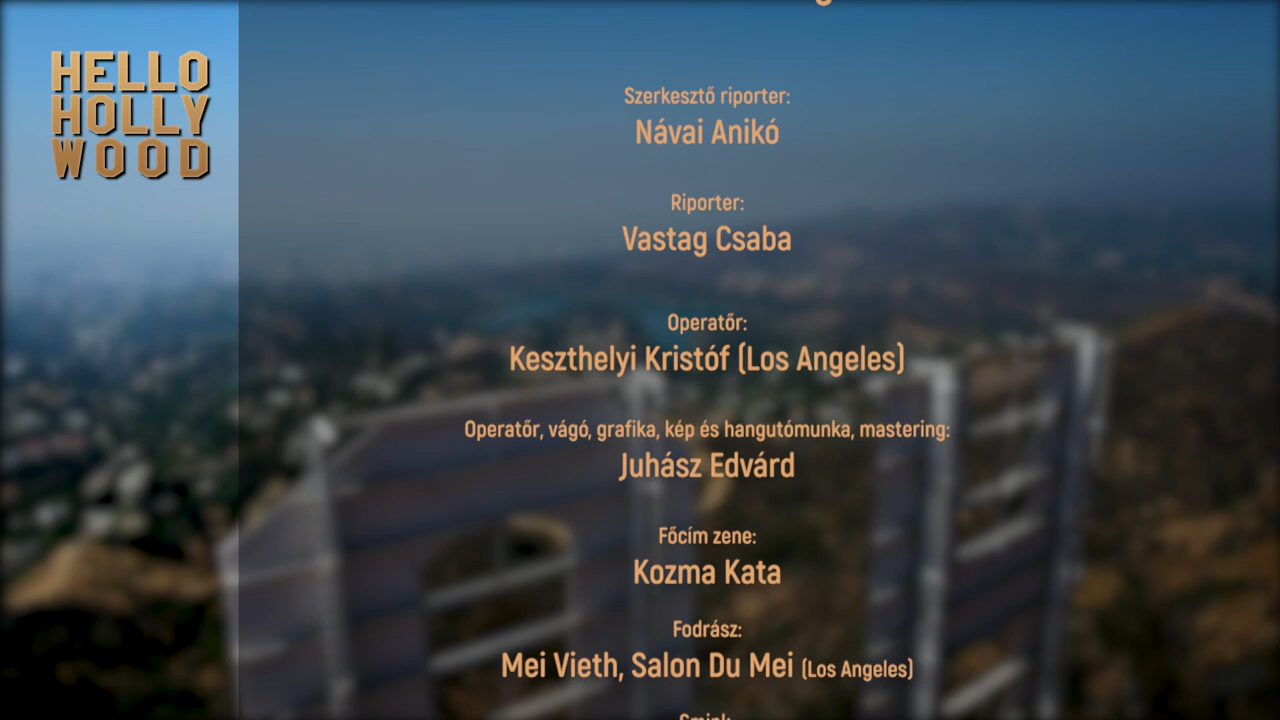 HELLO
HOLLY
WOOD
Szerkesztő riporter:
Návai Anikó
Riporter:
Vastag Csaba
Operatőr:
Keszthelyi Kristóf (Los Angeles)
Operatőr, vágó, grafika, kép és hangutómunka, mastering:
Juhász Edvárd
Főcím zene:
Kozma Kata
Fodrász:
Mei Vieth, Salon Du Mei (Los Angeles)